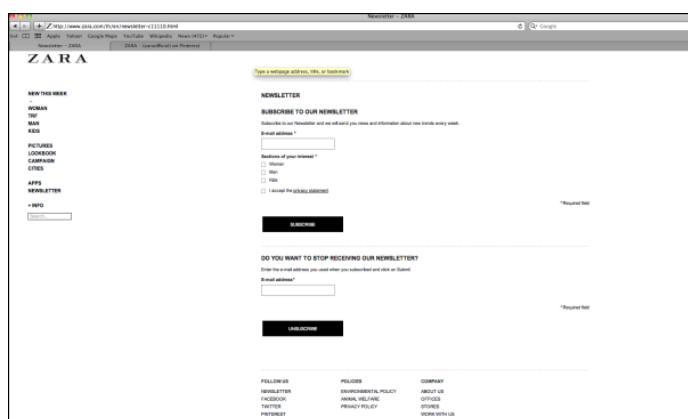 Newsletter – ZARA
http://www.zara.com/th/en/newsletter-c11110.html
Google
Apple Yahoo! Google Maps YouTube Wikipedia News (471) Popular
Newsletter – ZARA
ZARA
Type a webpage address, title, or bookmark
NEW THIS WEEK
WOMAN
TRF
MAN
KIDS
PICTURES
LOOKBOOK
CAMPAIGN
CITIES
APPS
NEWSLETTER
+ INFO
Search...
NEWSLETTER
SUBSCRIBE TO OUR NEWSLETTER
Subscribe to our Newsletter and we will send you news and information about new trends every week.
E-mail address *
Sections of your interest *
Woman
Man
Kids
I accept the privacy statement
* Required field
SUBSCRIBE
DO YOU WANT TO STOP RECEIVING OUR NEWSLETTER?
Enter the e-mail address you used when you subscribed and click on Submit
E-mail address*
* Required field
UNSUSCRIBE
FOLLOW US POLICIES COMPANY
NEWSLETTER ENVIRONMENTAL POLICY ABOUT US
FACEBOOK ANIMAL WELFARE OFFICES
TWITTER PRIVACY POLICY STORES
PINTEREST WORK WITH US